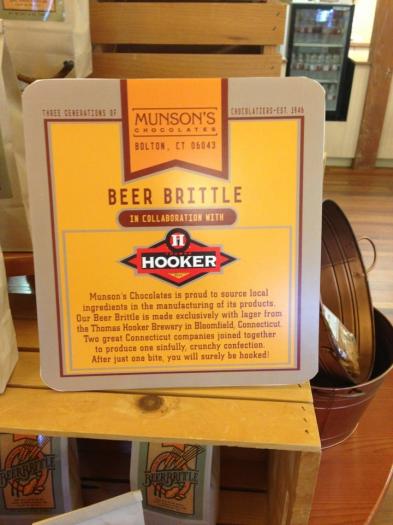 THREE GENERATIONS OF
MUNSON'S
CHOCOLATES
CHOCOLATIERS-EST. 1946
BOLTON, CT 06043
BEER BRITTLE
IN COLLABORATION WITH
H
HOOKER
Munson's Chocolates is proud to source local
ingredients in the manufacturing of its products.
Our Beer Brittle is made exclusively with lager from
the Thomas Hooker Brewery in Bloomfield, Connecticut.
Two great Connecticut companies joined together
to produce one sinfully, crunchy confection.
After just one bite, you will surely be hooked!
BEER BRITTLE
BEER BRITTLE